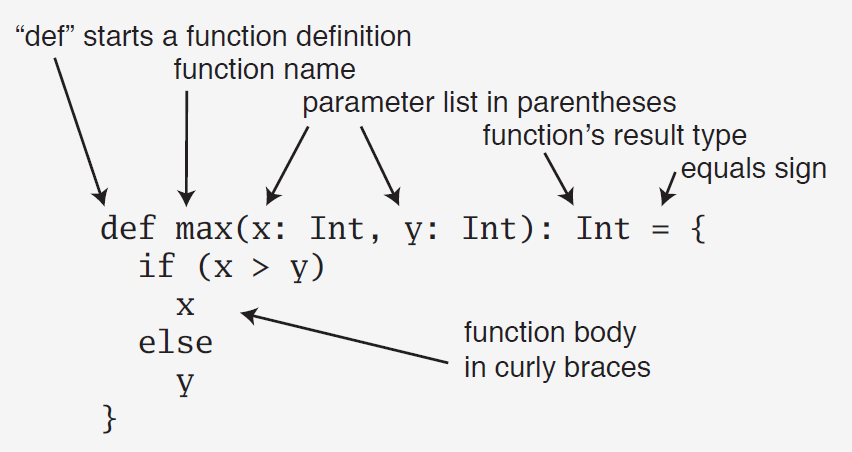 “def” starts a function definition
function name
parameter list in parentheses
function’s result type
equals sign
def max(x: Int, y: Int): Int = {
if (x > y)
x
else
y
}
function body
in curly braces